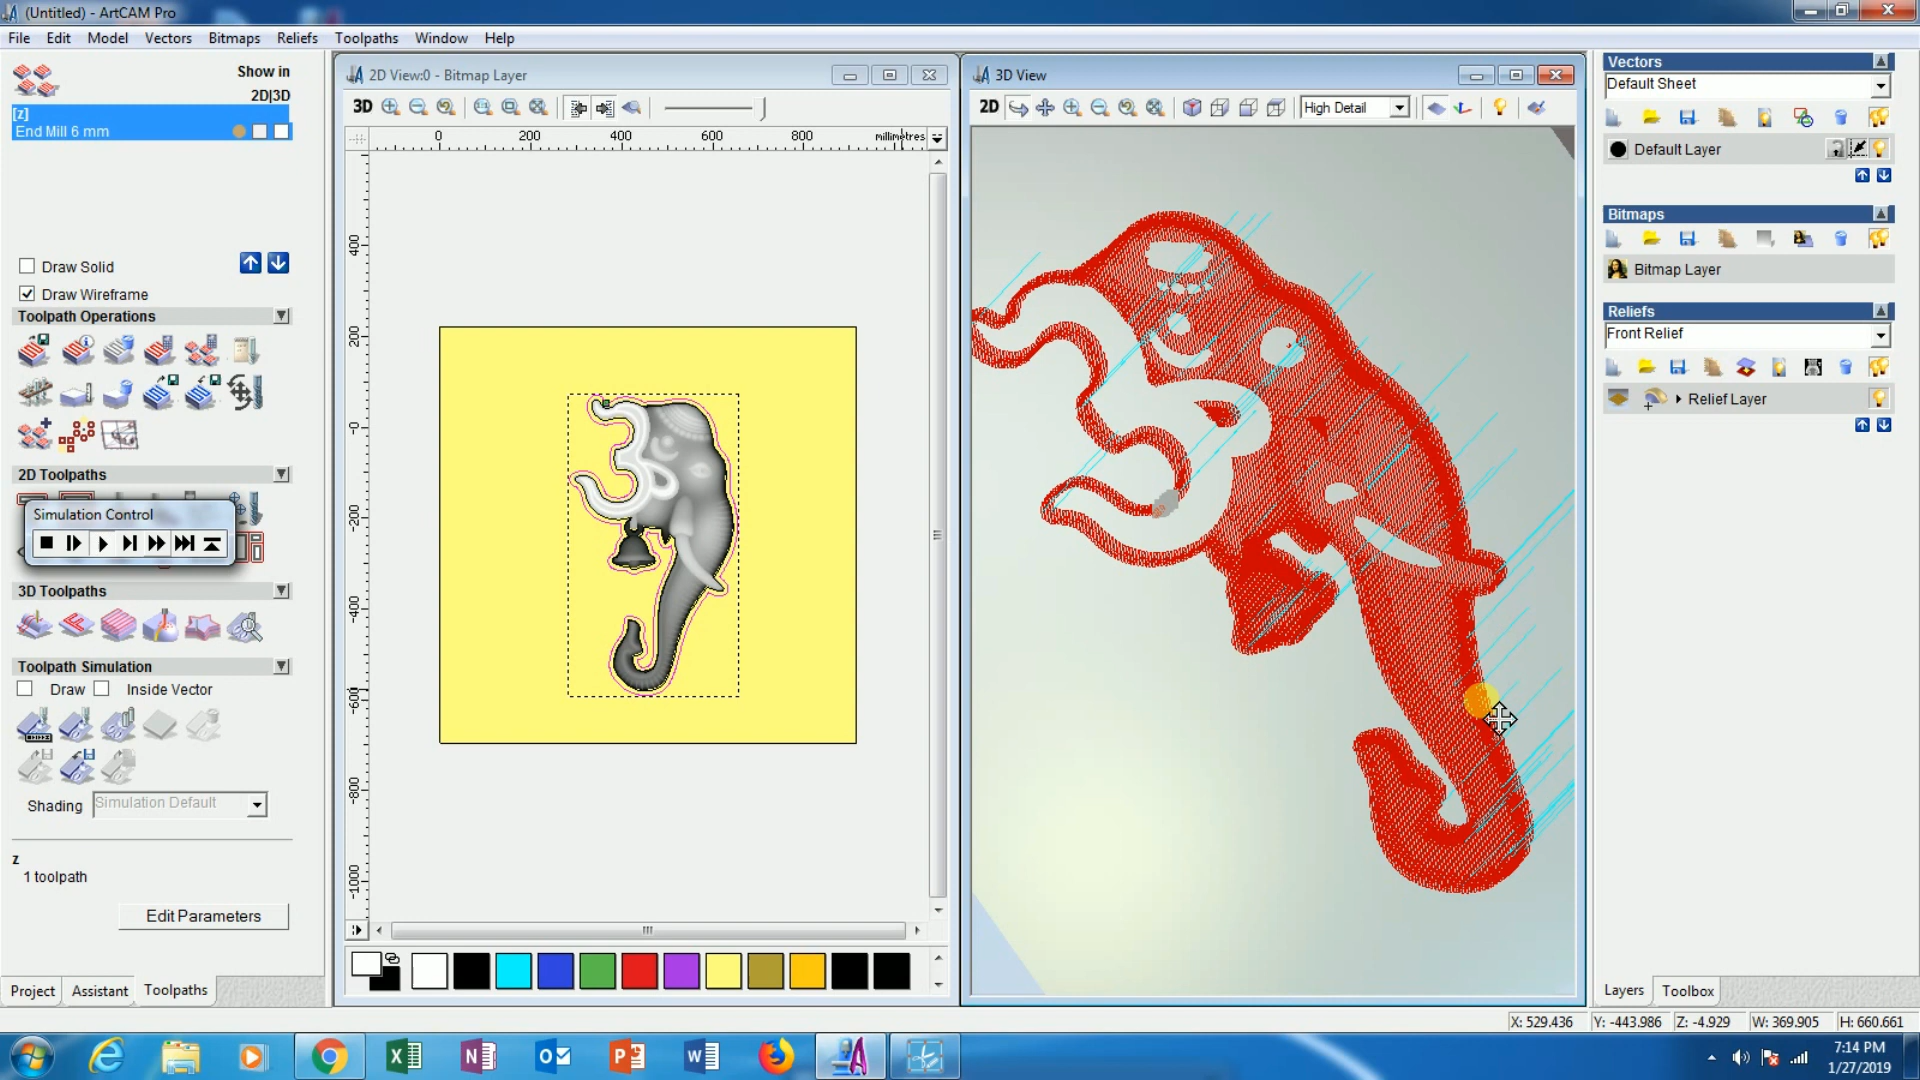 (Untitled) - ArtCAM Pro
File Edit Model Vectors Bitmaps Reliefs Toolpaths Window Help
Show in
2D|3D
[z]
End Mill 6 mm
Draw Solid
Draw Wireframe
Toolpath Operations
2D Toolpaths
Simulation Control
3D Toolpaths
Toolpath Simulation
Draw Inside Vector
Shading Simulation Default
z
1 toolpath
Edit Parameters
Project Assistant Toolpaths
2D View:0 - Bitmap Layer
3D
0 200 400 600 800 millimetres
400
200
-0
-200
-400
-600
-800
-1000
3D View
2D High Detail
Vectors
Default Sheet
Default Layer
Bitmaps
Bitmap Layer
Reliefs
Front Relief
Relief Layer
Layers Toolbox
X: 529.436 Y: -443.986 Z: -4.929 W: 369.905 H: 660.661
7:14 PM
1/27/2019